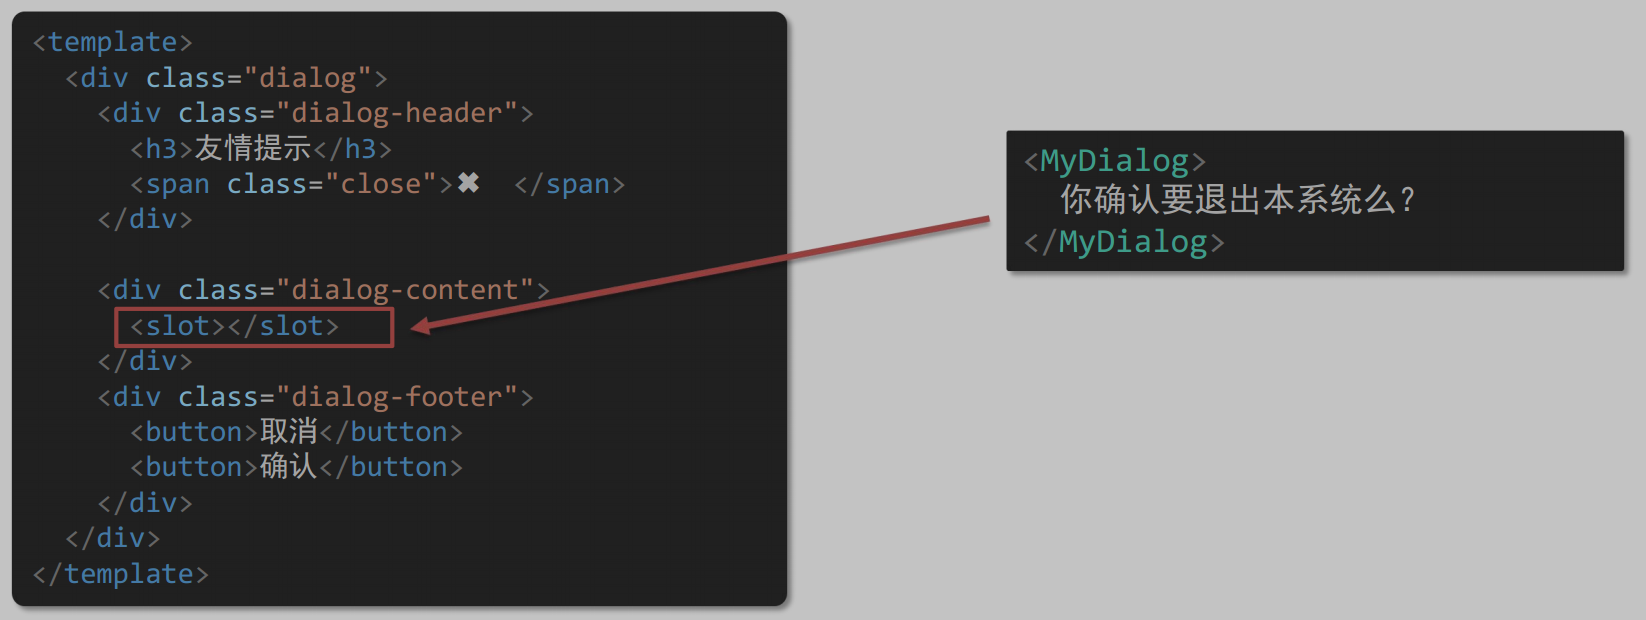 <template>
  <div class="dialog">
    <div class="dialog-header">
      <h3>友情提示</h3>
      <span class="close">✖ </span>
    </div>

    <div class="dialog-content">
      <slot></slot>
    </div>
    <div class="dialog-footer">
      <button>取消</button>
      <button>确认</button>
    </div>
  </div>
</template>
<MyDialog>
  你确认要退出本系统么？
</MyDialog>